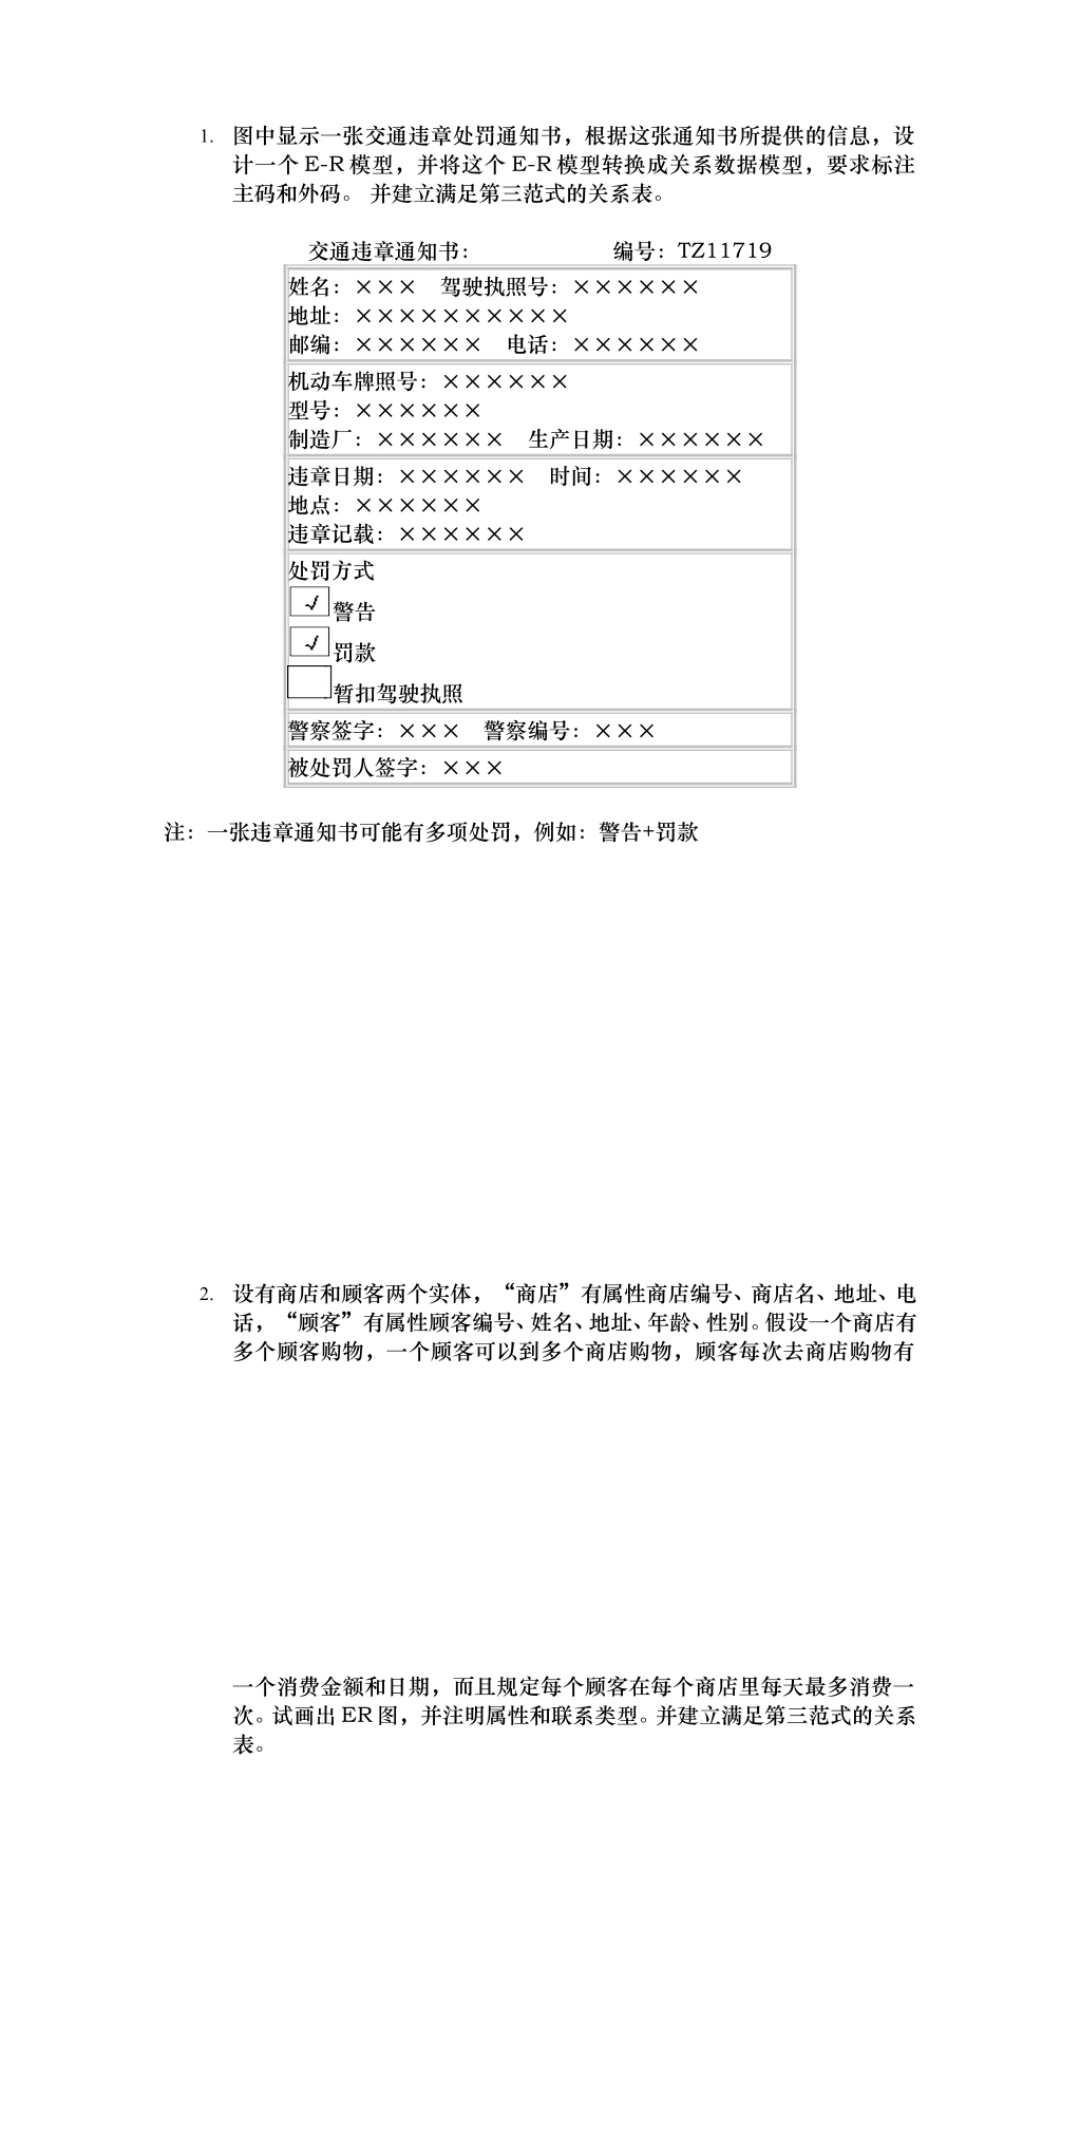 1. 图中显示一张交通违章处罚通知书，根据这张通知书所提供的信息，设
计一个 E-R 模型，并将这个 E-R 模型转换成关系数据模型，要求标注
主码和外码。 并建立满足第三范式的关系表。
交通违章通知书： 编号：TZ11719
姓名：××× 驾驶执照号：××××××
地址：××××××××××
邮编：×××××× 电话：××××××
机动车牌照号：××××××
型号：××××××
制造厂：×××××× 生产日期：××××××
违章日期：×××××× 时间：××××××
地点：××××××
违章记载：××××××
处罚方式
√ 警告
√ 罚款
暂扣驾驶执照
警察签字：××× 警察编号：×××
被处罚人签字：×××
注：一张违章通知书可能有多项处罚，例如：警告+罚款
2. 设有商店和顾客两个实体，“商店”有属性商店编号、商店名、地址、电
话，“顾客”有属性顾客编号、姓名、地址、年龄、性别。假设一个商店有
多个顾客购物，一个顾客可以到多个商店购物，顾客每次去商店购物有
一个消费金额和日期，而且规定每个顾客在每个商店里每天最多消费一
次。试画出 ER 图，并注明属性和联系类型。并建立满足第三范式的关系
表。